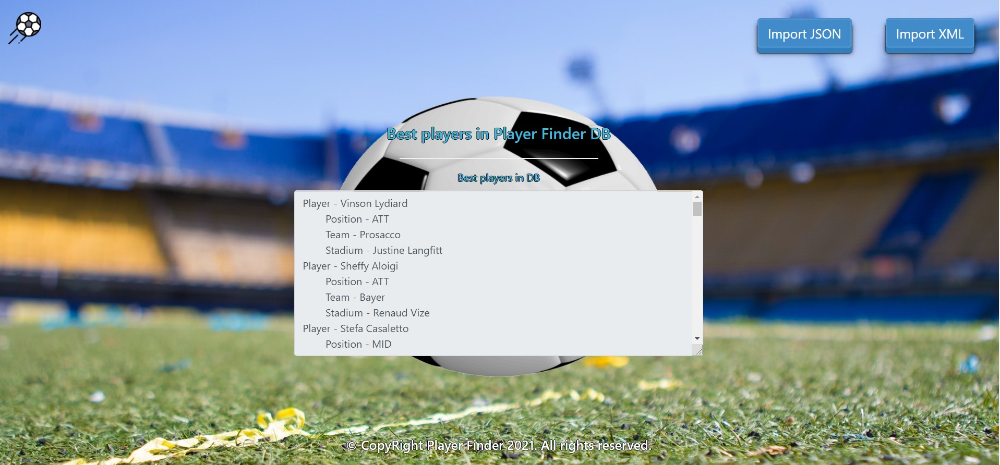 Import JSON
Import XML
Best players in Player Finder DB
Best players in DB
Player - Vinson Lydiard
Position - ATT
Team - Prosacco
Stadium - Justine Langfitt
Player - Sheffy Aloigi
Position - ATT
Team - Bayer
Stadium - Renaud Vize
Player - Stefa Casaletto
Position - MID
© CopyRight Player Finder 2021. All rights reserved.